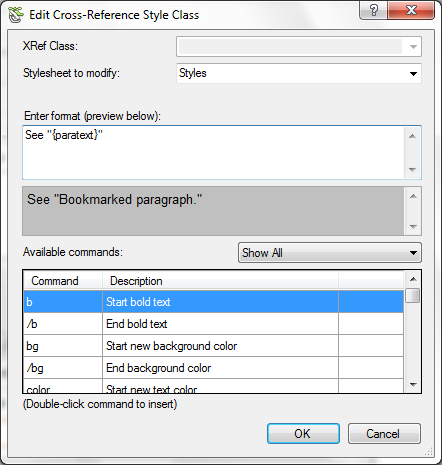 Edit Cross-Reference Style Class
XRef Class:
Stylesheet to modify: Styles
Enter format (preview below):
See "{paratext}"
See "Bookmarked paragraph."
Available commands: Show All
Command Description
b Start bold text
/b End bold text
bg Start new background color
/bg End background color
color Start new text color
(Double-click command to insert)
OK Cancel